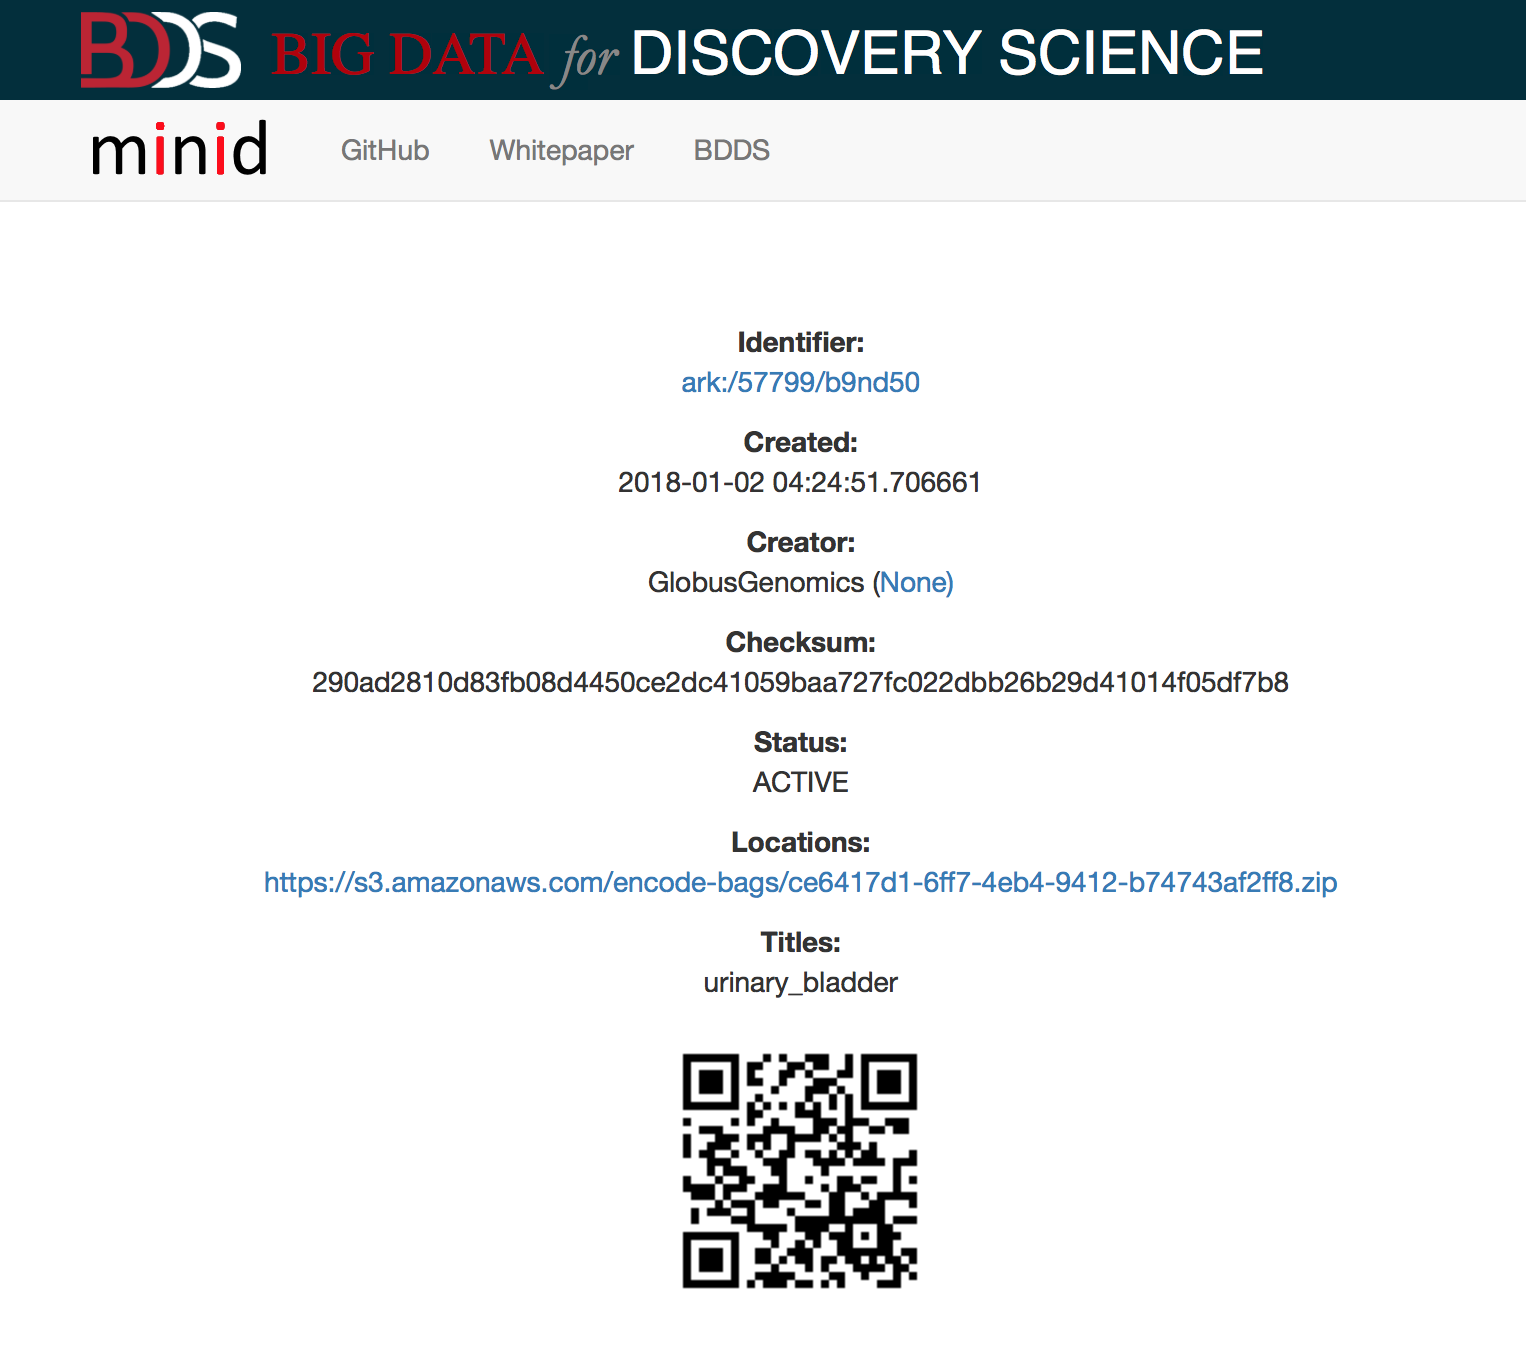 BDDS BIG DATA for DISCOVERY SCIENCE
minid GitHub Whitepaper BDDS
Identifier:
ark:/57799/b9nd50
Created:
2018-01-02 04:24:51.706661
Creator:
GlobusGenomics (None)
Checksum:
290ad2810d83fb08d4450ce2dc41059baa727fc022dbb26b29d41014f05df7b8
Status:
ACTIVE
Locations:
https://s3.amazonaws.com/encode-bags/ce6417d1-6ff7-4eb4-9412-b74743af2ff8.zip
Titles:
urinary_bladder